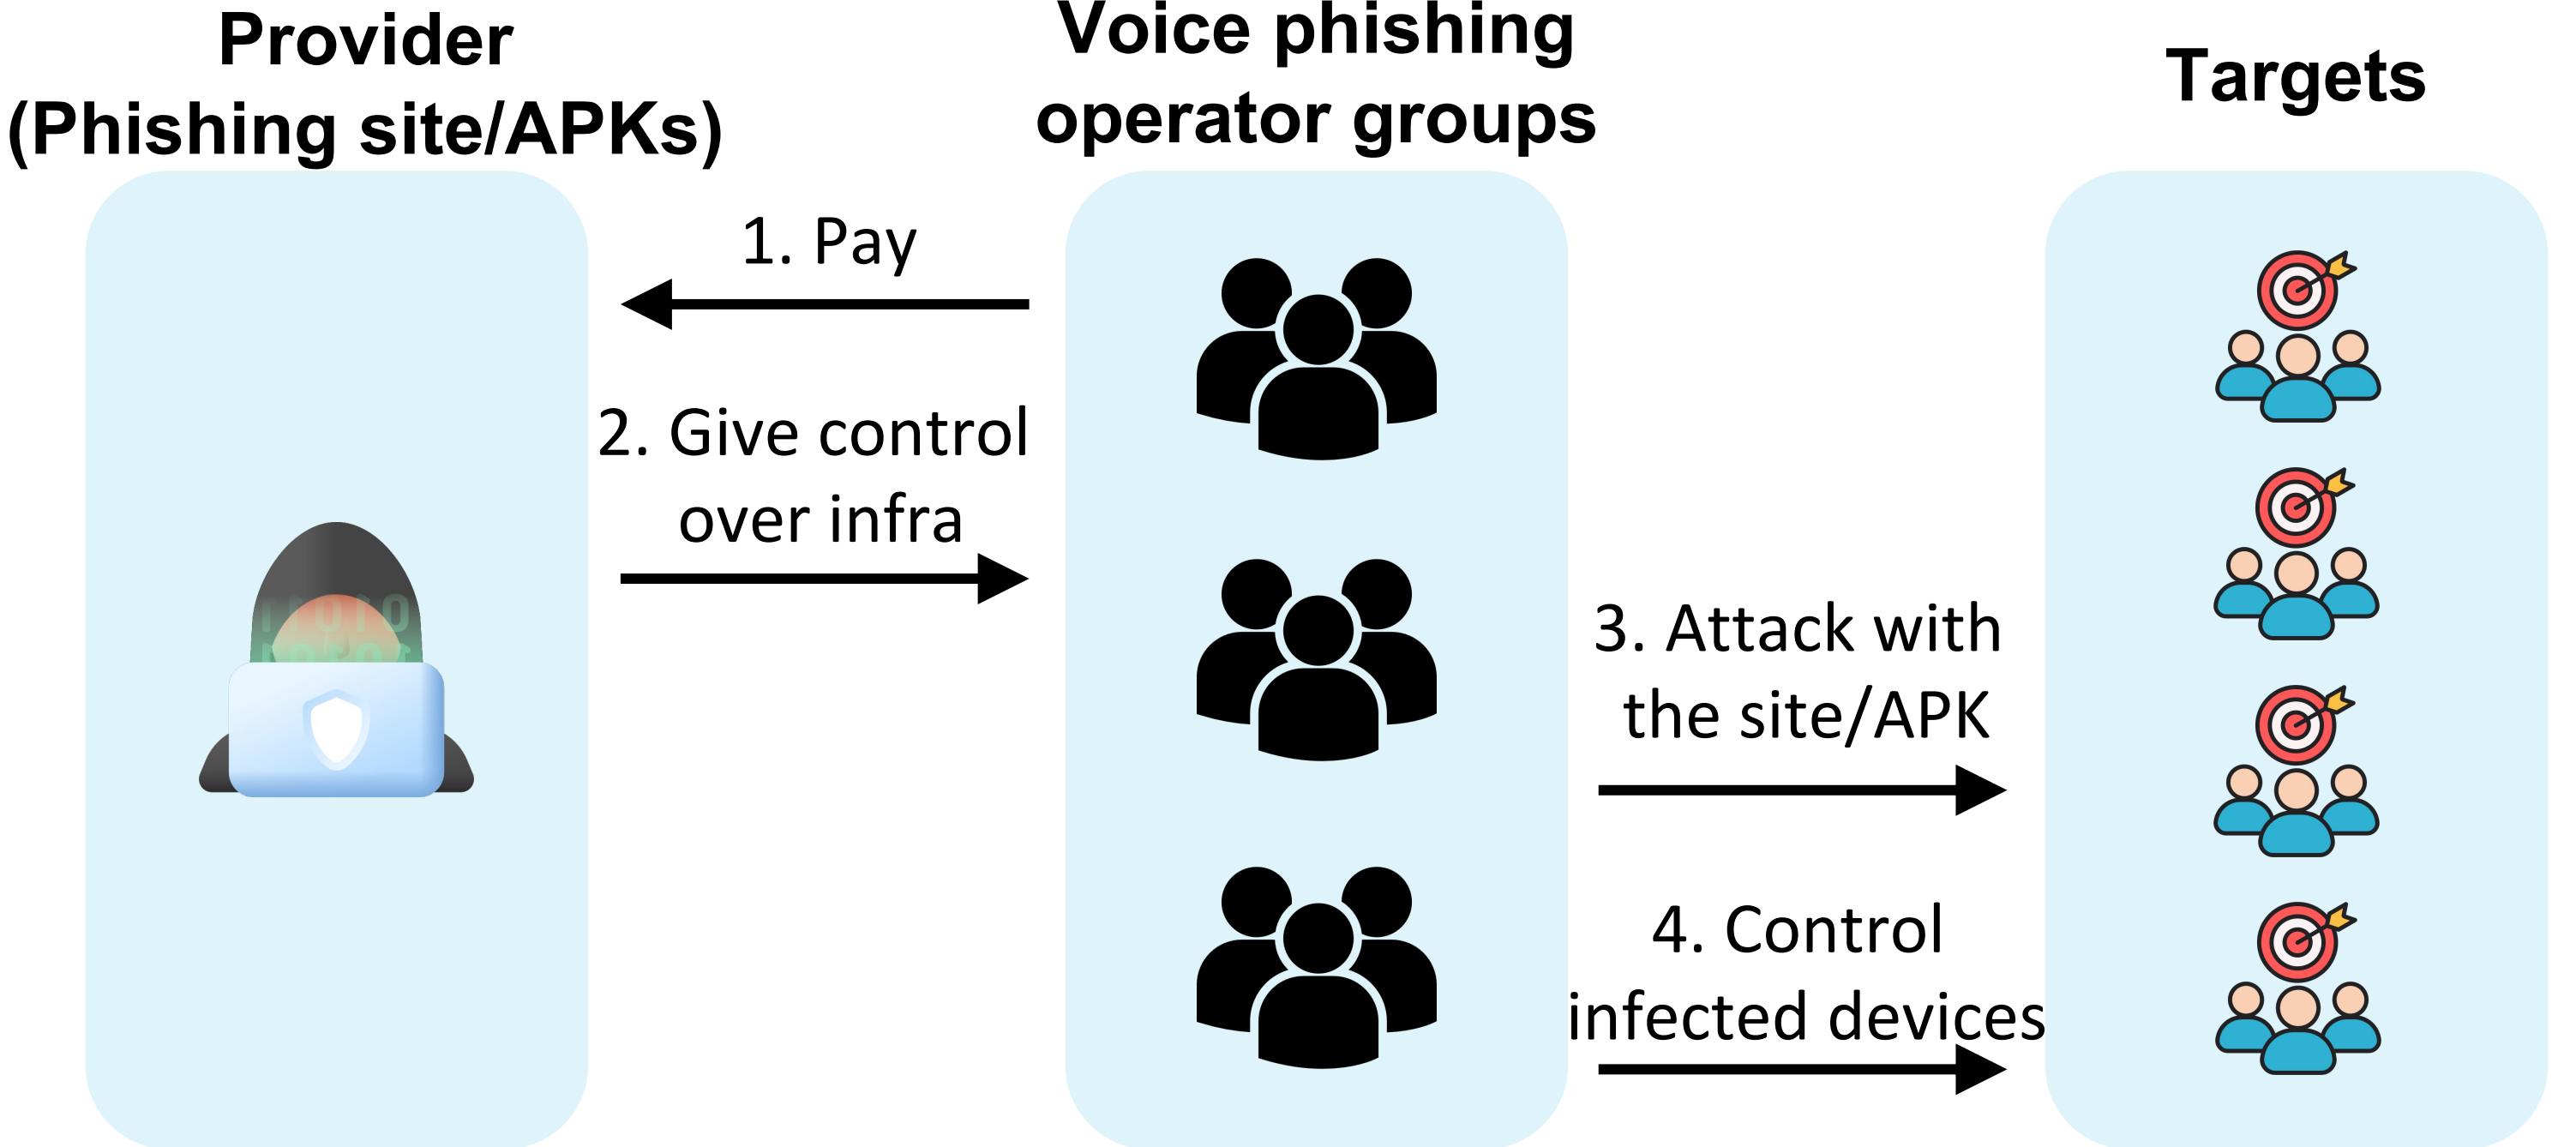 Provider
(Phishing site/APKs)
Voice phishing
operator groups
Targets
1. Pay
2. Give control
over infra
3. Attack with
the site/APK
4. Control
infected devices